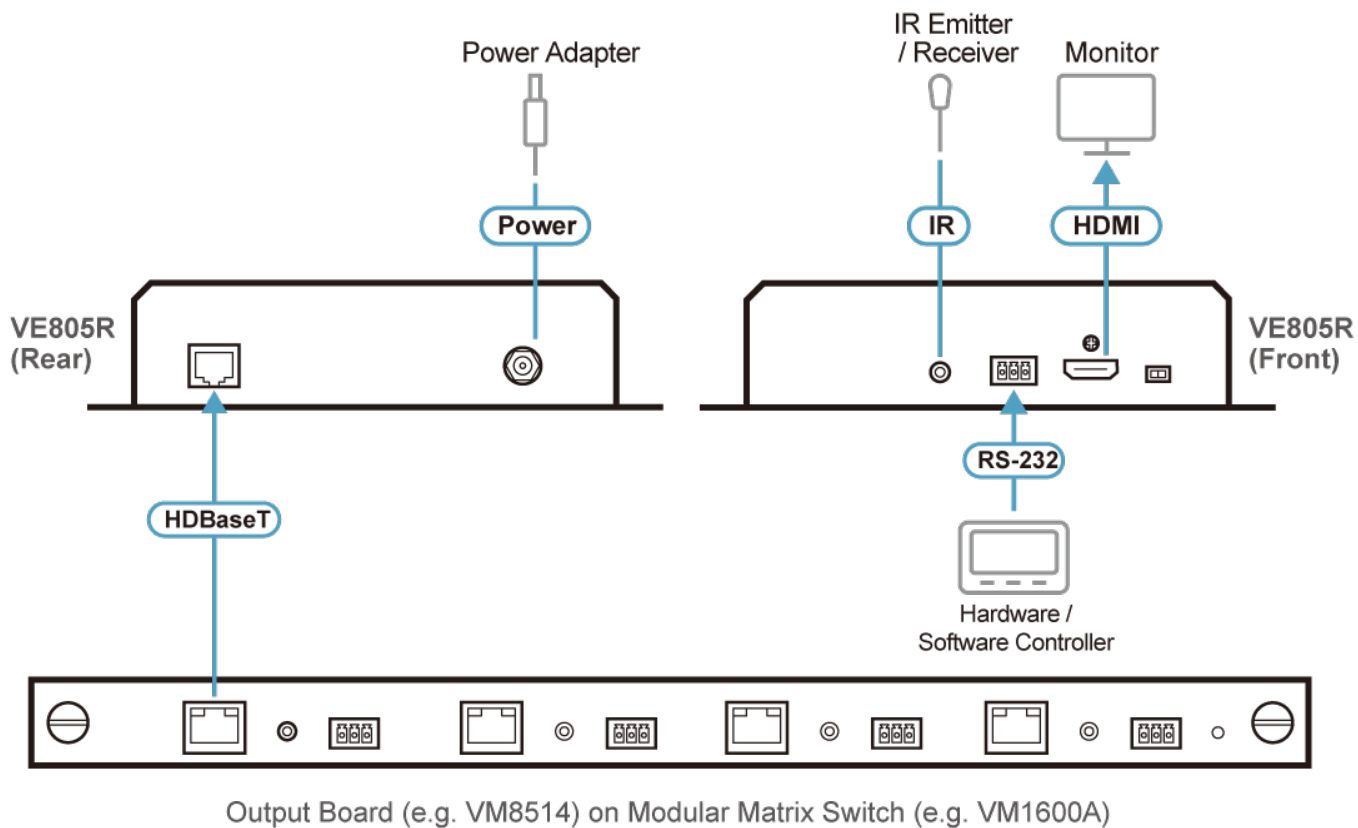 IR Emitter
/ Receiver
Power Adapter
Monitor
Power
IR
HDMI
VE805R
(Rear)
VE805R
(Front)
RS-232
HDBaseT
Hardware /
Software Controller
Output Board (e.g. VM8514) on Modular Matrix Switch (e.g. VM1600A)